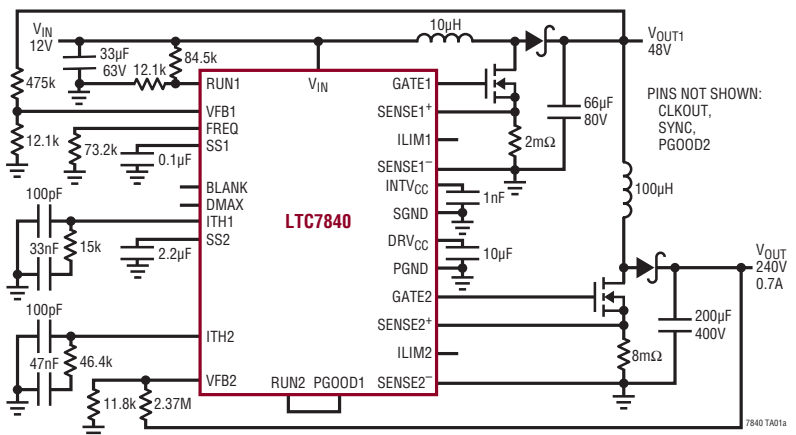 V_IN
12V
33µF
63V
84.5k
12.1k
10µH
V_OUT1
48V
475k
12.1k
RUN1
VFB1
FREQ
SS1
73.2k
0.1µF
BLANK
DMAX
ITH1
SS2
100pF
33nF
15k
2.2µF
100pF
47nF
46.4k
ITH2
VFB2
11.8k
2.37M
V_IN
LTC7840
RUN2
PGOOD1
GATE1
SENSE1+
ILIM1
SENSE1–
INTV_CC
SGND
DRV_CC
PGND
GATE2
SENSE2+
ILIM2
SENSE2–
2mΩ
66µF
80V
1nF
10µF
PINS NOT SHOWN:
CLKOUT,
SYNC,
PGOOD2
100µH
V_OUT
240V
0.7A
200µF
400V
8mΩ
7840 TA01a